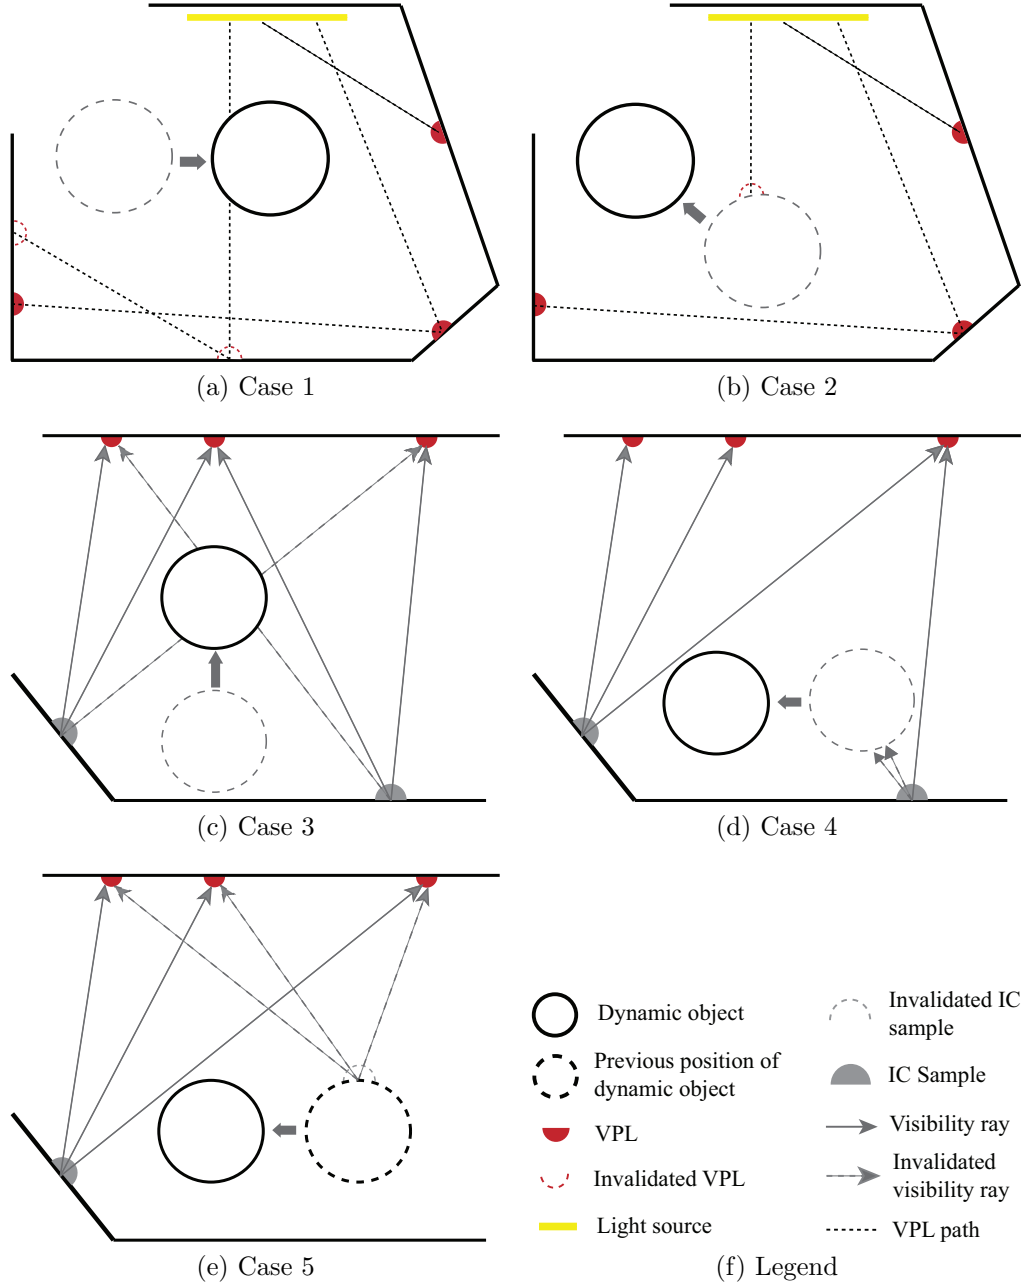 (a) Case 1
(b) Case 2
(c) Case 3
(d) Case 4
(e) Case 5
Dynamic object
Previous position of
dynamic object
VPL
Invalidated VPL
Light source
Invalidated IC
sample
IC Sample
Visibility ray
Invalidated
visibility ray
VPL path
(f) Legend